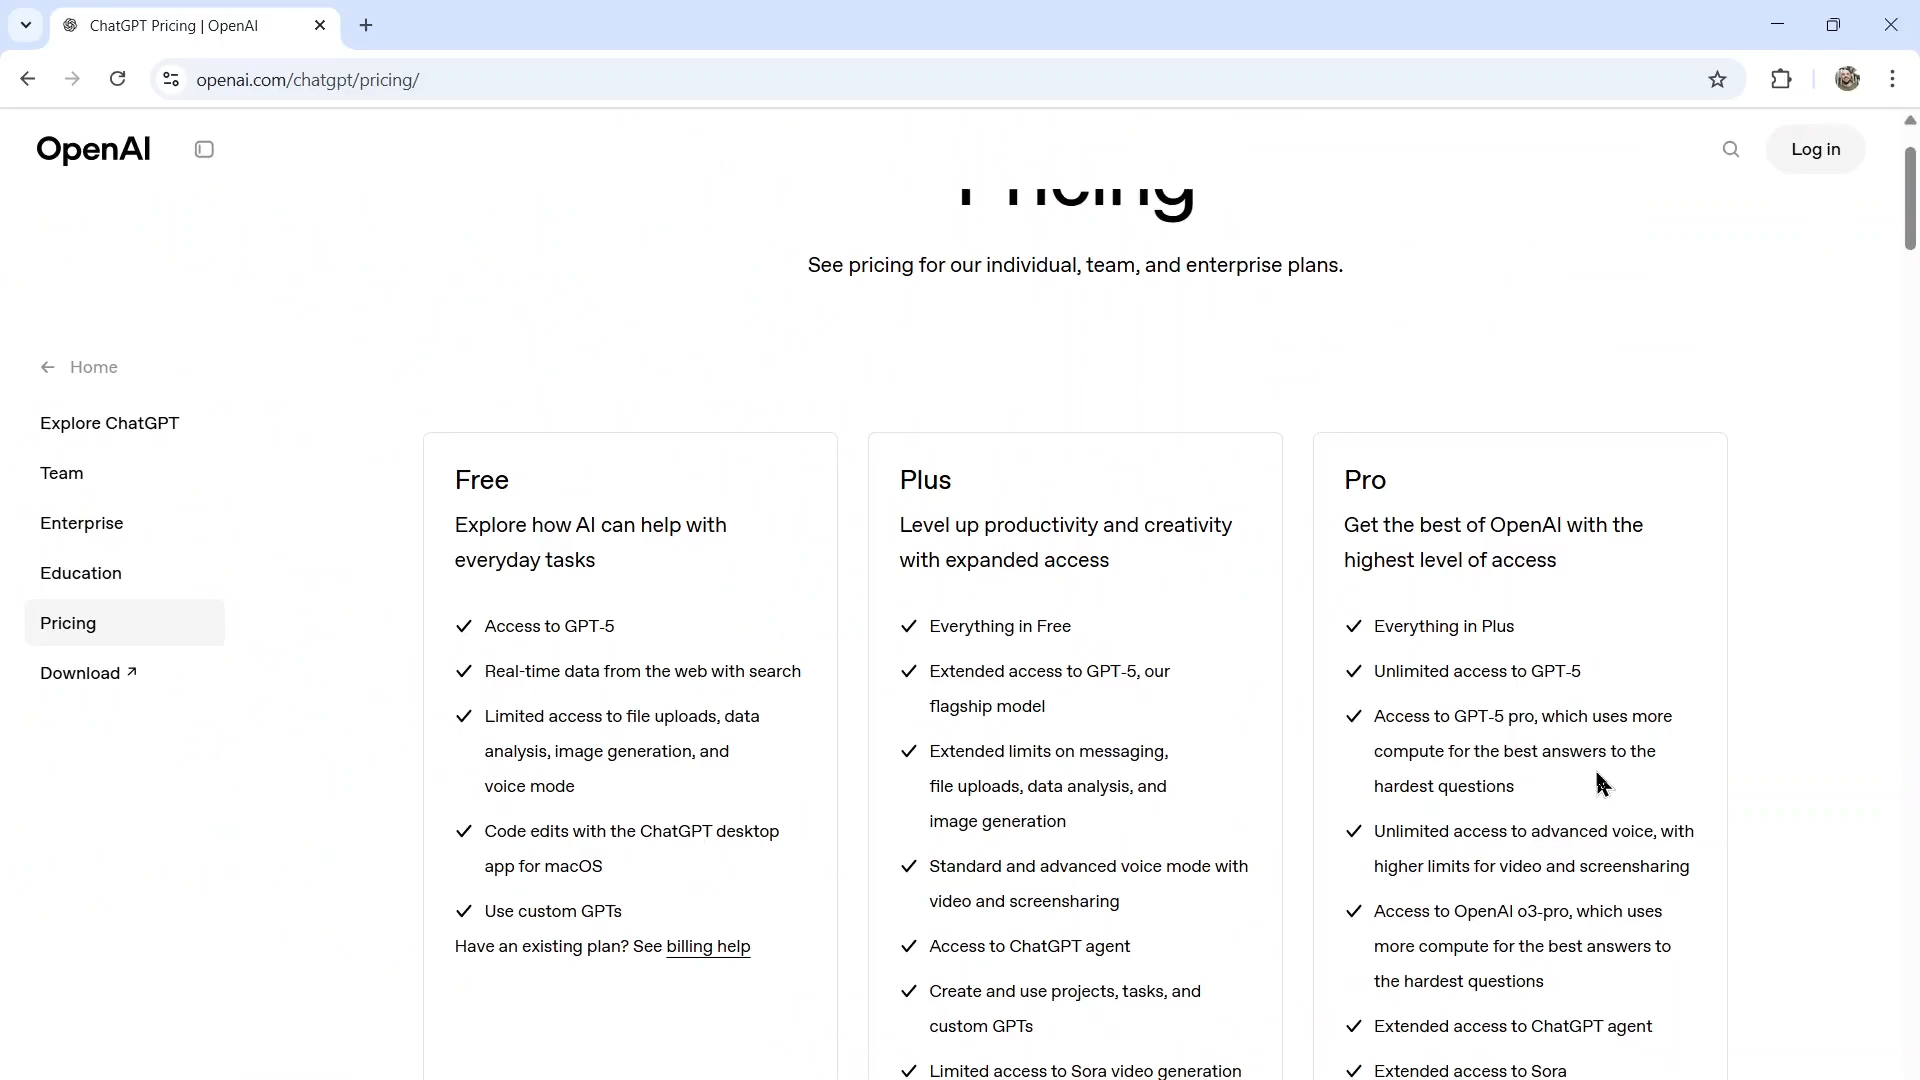 ChatGPT Pricing | OpenAI
openai.com/chatgpt/pricing/
OpenAI
Log in
Pricing
See pricing for our individual, team, and enterprise plans.
Home
Explore ChatGPT
Team
Enterprise
Education
Pricing
Download
Free
Explore how AI can help with
everyday tasks
Access to GPT-5
Real-time data from the web with search
Limited access to file uploads, data
analysis, image generation, and
voice mode
Code edits with the ChatGPT desktop
app for macOS
Use custom GPTs
Have an existing plan? See billing help
Plus
Level up productivity and creativity
with expanded access
Everything in Free
Extended access to GPT-5, our
flagship model
Extended limits on messaging,
file uploads, data analysis, and
image generation
Standard and advanced voice mode with
video and screensharing
Access to ChatGPT agent
Create and use projects, tasks, and
custom GPTs
Limited access to Sora video generation
Pro
Get the best of OpenAI with the
highest level of access
Everything in Plus
Unlimited access to GPT-5
Access to GPT-5 pro, which uses more
compute for the best answers to the
hardest questions
Unlimited access to advanced voice, with
higher limits for video and screensharing
Access to OpenAI o3-pro, which uses
more compute for the best answers to
the hardest questions
Extended access to ChatGPT agent
Extended access to Sora